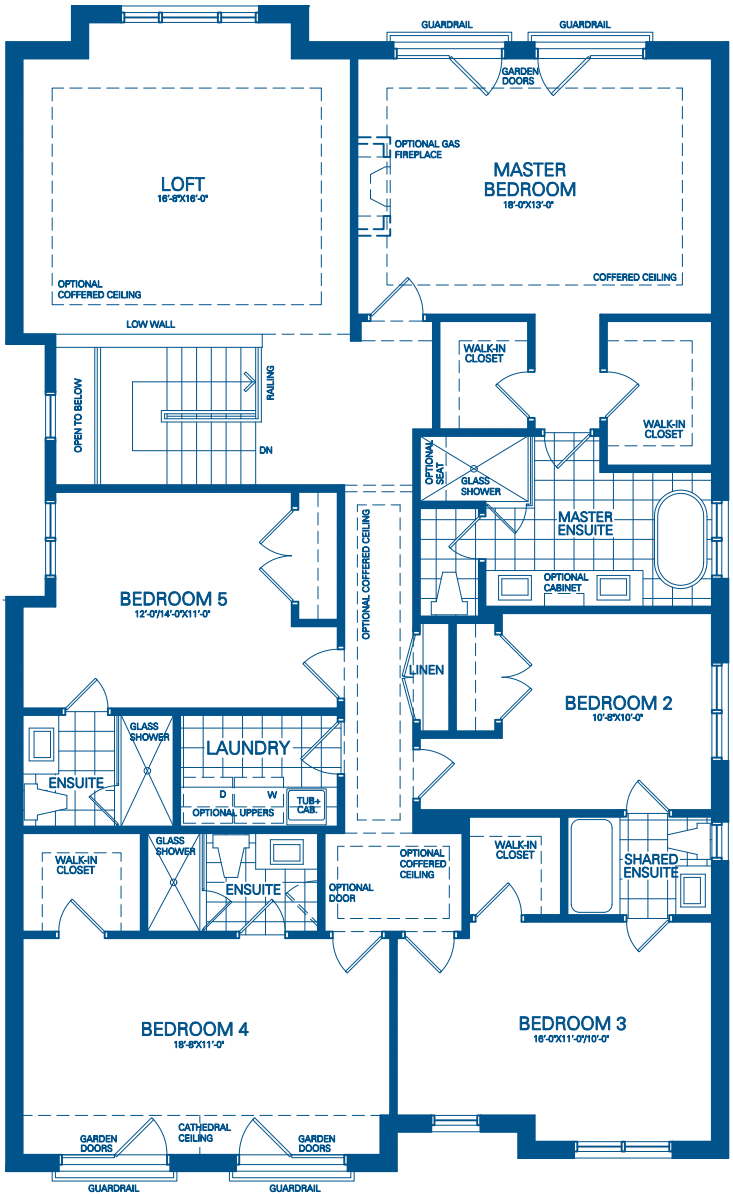 GUARDRAIL
GUARDRAIL
GARDEN
DOORS
OPTIONAL GAS
FIREPLACE
LOFT
16'-8"X16'-0"
MASTER
BEDROOM
18'-0"X13'-0"
OPTIONAL
COFFERED CEILING
COFFERED CEILING
LOW WALL
WALK-IN
CLOSET
OPEN TO BELOW
RAILING
WALK-IN
CLOSET
DN
OPTIONAL
SEAT
GLASS
SHOWER
MASTER
ENSUITE
OPTIONAL COFFERED CEILING
OPTIONAL
CABINET
BEDROOM 5
12'-0"/14'-0"X11'-0"
LINEN
BEDROOM 2
10'-8"X10'-0"
GLASS
SHOWER
LAUNDRY
ENSUITE
D
W
OPTIONAL UPPERS
TUB+
CAB.
WALK-IN
CLOSET
GLASS
SHOWER
ENSUITE
OPTIONAL
COFFERED
CEILING
OPTIONAL
DOOR
WALK-IN
CLOSET
SHARED
ENSUITE
BEDROOM 4
18'-8"X11'-0"
BEDROOM 3
16'-0"X11'-0"/10'-0"
GARDEN
DOORS
CATHEDRAL
CEILING
GARDEN
DOORS
GUARDRAIL
GUARDRAIL